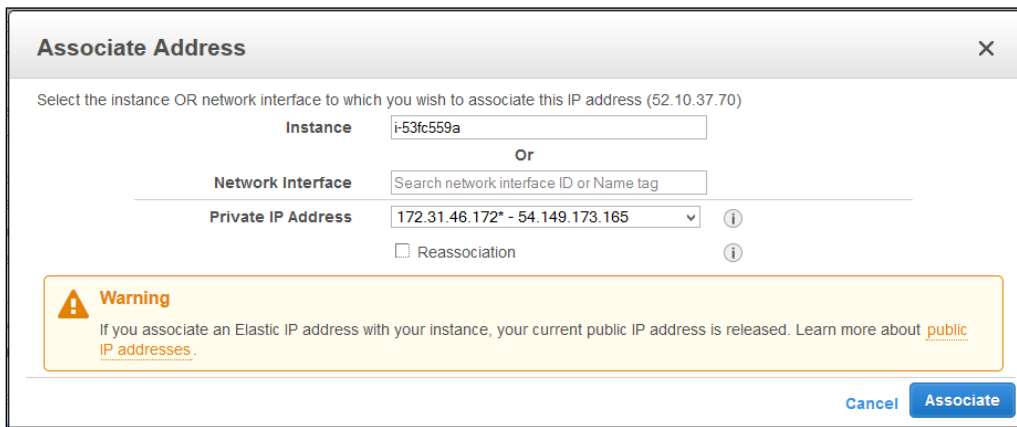 Associate Address
Select the instance OR network interface to which you wish to associate this IP address (52.10.37.70)
Instance i-53fc559a
Or
Network Interface Search network interface ID or Name tag
Private IP Address 172.31.46.172* - 54.149.173.165
Reassociation
Warning
If you associate an Elastic IP address with your instance, your current public IP address is released. Learn more about public
IP addresses.
Cancel Associate